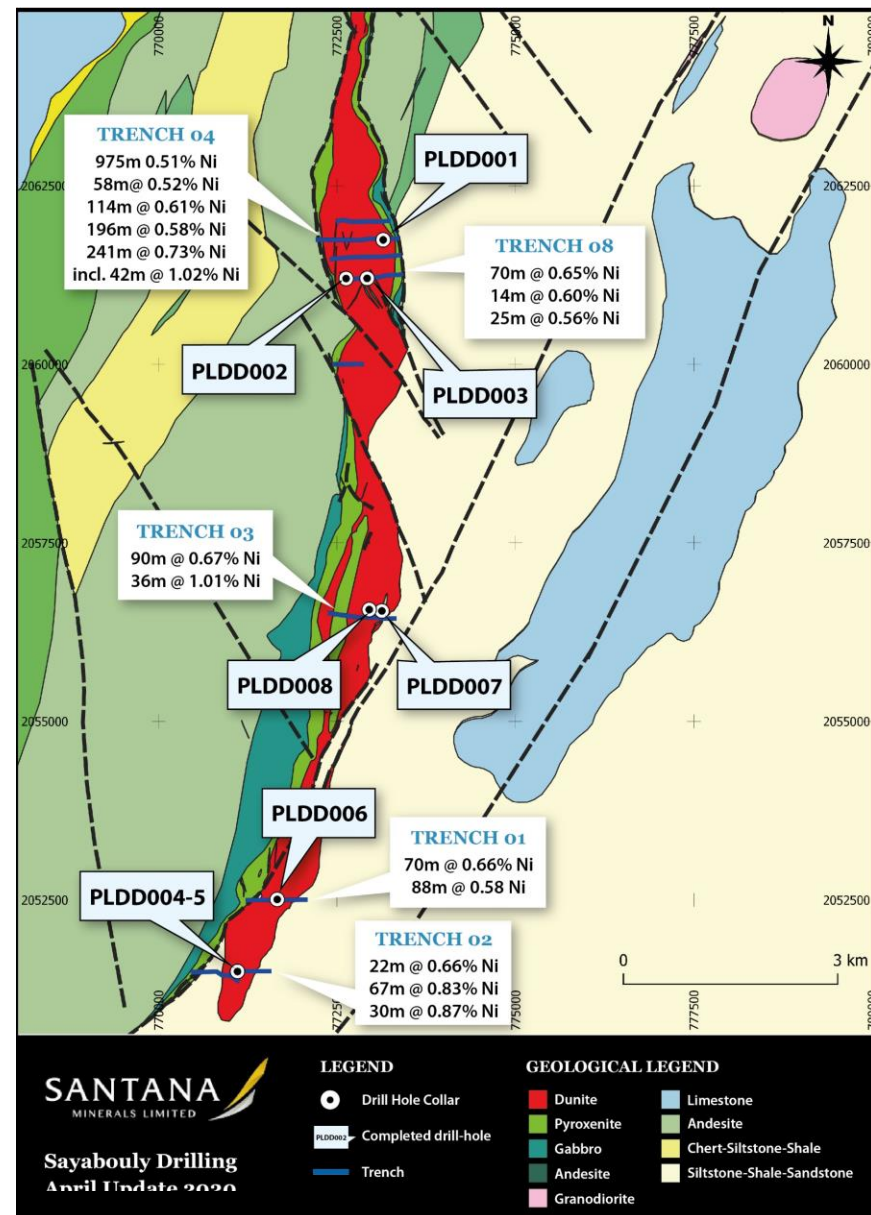 770000
772500
775000
777500
N
TRENCH 04
975m 0.51% Ni
58m@ 0.52% Ni
114m @ 0.61% Ni
196m @ 0.58% Ni
241m @ 0.73% Ni
incl. 42m @ 1.02% Ni
PLDD001
2062500
2062500
TRENCH 08
70m @ 0.65% Ni
14m @ 0.60% Ni
25m @ 0.56% Ni
2060000
2060000
PLDD002
PLDD003
2057500
2057500
TRENCH 03
90m @ 0.67% Ni
36m @ 1.01% Ni
PLDD008
PLDD007
2055000
2055000
PLDD006
TRENCH 01
70m @ 0.66% Ni
88m @ 0.58 Ni
PLDD004-5
2052500
2052500
TRENCH 02
22m @ 0.66% Ni
67m @ 0.83% Ni
30m @ 0.87% Ni
0 3 km
770000
772500
775000
777500
SANTANA
MINERALS LIMITED
Sayabouly Drilling
April Update 2020
LEGEND
Drill Hole Collar
PLDD002
Completed drill-hole
Trench
GEOLOGICAL LEGEND
Dunite
Pyroxenite
Gabbro
Andesite
Granodiorite
Limestone
Andesite
Chert-Siltstone-Shale
Siltstone-Shale-Sandstone